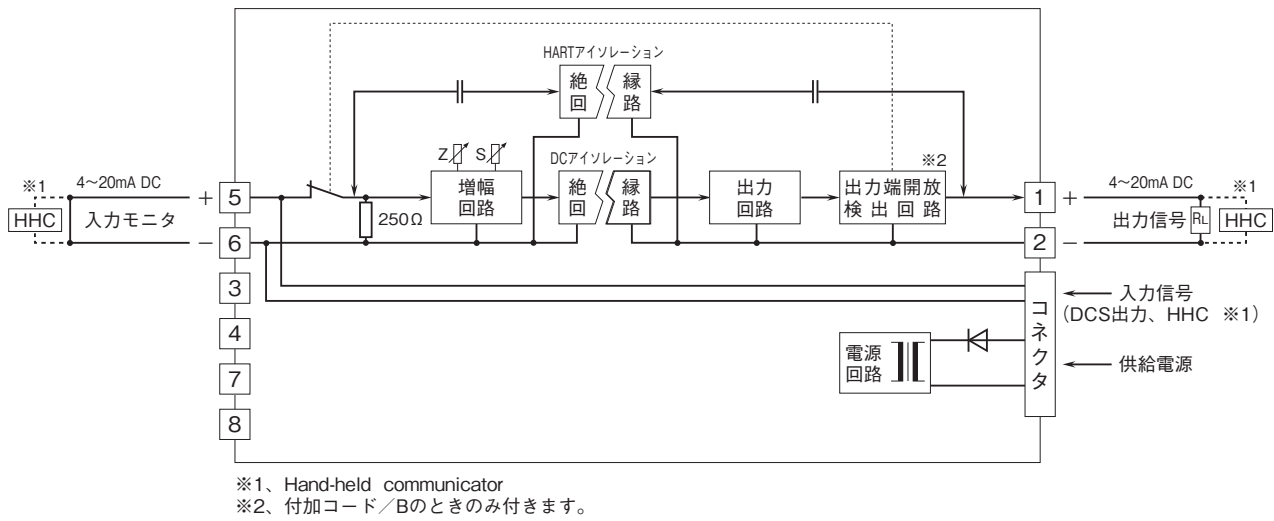 HARTアイソレーション
絶 縁
回 路
Z S
DCアイソレーション
※2
※1
4～20mA DC
+ 5
増幅
回路
絶 縁
回 路
出力
回路
出力端開放
検出回路
1 +
4～20mA DC
※1
HHC
入力モニタ
250Ω
出力信号
RL
HHC
− 6
2 −
3
コネクタ
入力信号
(DCS出力、HHC ※1)
4
電源
回路
供給電源
7
8
※1、Hand-held communicator
※2、付加コード／Bのときのみ付きます。